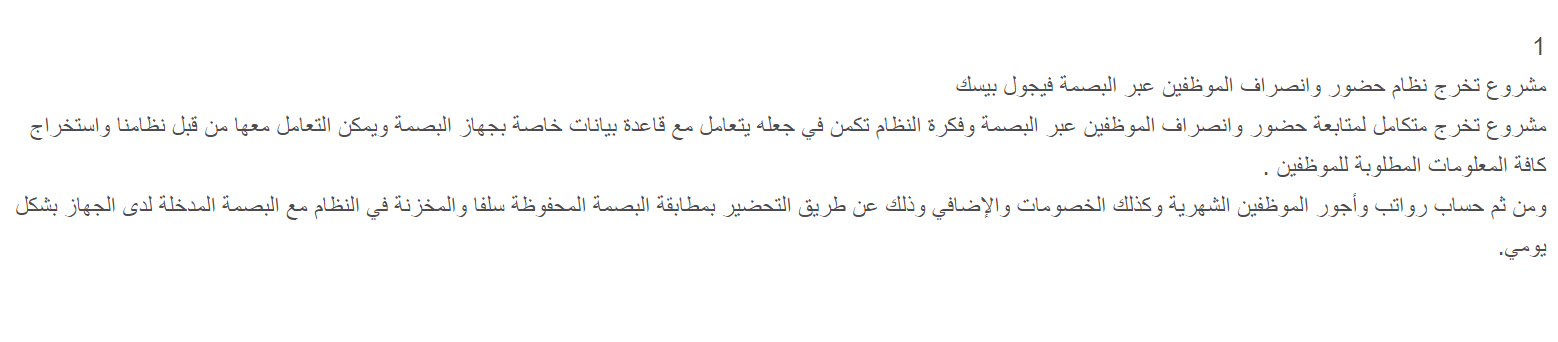 1
مشروع تخرج نظام حضور وانصراف الموظفين عبر البصمة فيجول بيسك
مشروع تخرج متكامل لمتابعة حضور وانصراف الموظفين عبر البصمة وفكرة النظام تكمن في جعله يتعامل مع قاعدة بيانات خاصة بجهاز البصمة ويمكن التعامل معها من قبل نظامنا واستخراج
كافة المعلومات المطلوبة للموظفين .
ومن ثم حساب رواتب وأجور الموظفين الشهرية وكذلك الخصومات والإضافي وذلك عن طريق التحضير بمطابقة البصمة المحفوظة سلفا والمخزنة في النظام مع البصمة المدخلة لدى الجهاز بشكل
يومي.